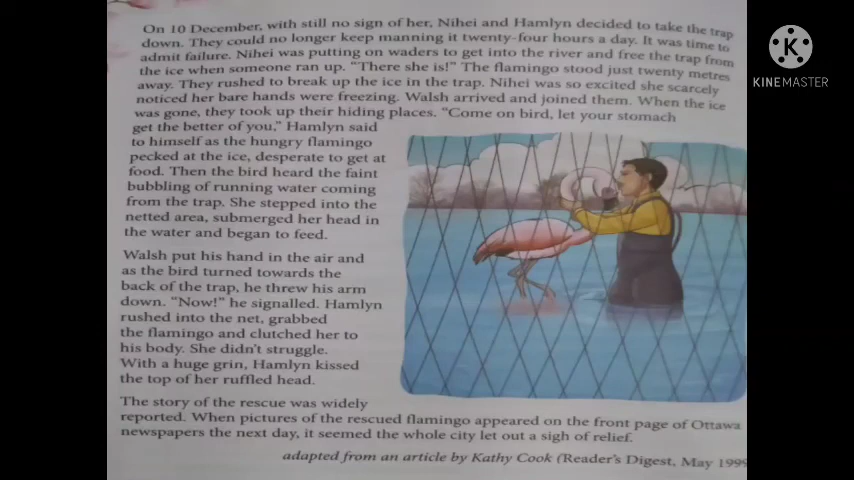 On 10 December, with still no sign of her, Nihei and Hamlyn decided to take the trap
down. They could no longer keep manning it twenty-four hours a day. It was time to
admit failure. Nihei was putting on waders to get into the river and free the trap from
the ice when someone ran up. “There she is!” The flamingo stood just twenty metres
away. They rushed to break up the ice in the trap. Nihei was so excited she scarcely
noticed her bare hands were freezing. Walsh arrived and joined them. When the ice
was gone, they took up their hiding places. “Come on bird, let your stomach
get the better of you,” Hamlyn said
to himself as the hungry flamingo
pecked at the ice, desperate to get at
food. Then the bird heard the faint
bubbling of running water coming
from the trap. She stepped into the
netted area, submerged her head in
the water and began to feed.
Walsh put his hand in the air and
as the bird turned towards the
back of the trap, he threw his arm
down. “Now!” he signalled. Hamlyn
rushed into the net, grabbed
the flamingo and clutched her to
his body. She didn’t struggle.
With a huge grin, Hamlyn kissed
the top of her ruffled head.
The story of the rescue was widely
reported. When pictures of the rescued flamingo appeared on the front page of Ottawa
newspapers the next day, it seemed the whole city let out a sigh of relief.
adapted from an article by Kathy Cook (Reader’s Digest, May 1999
K
KINEMASTER